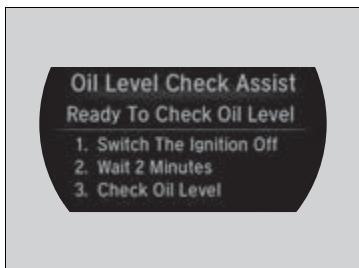 Oil Level Check Assist
Ready To Check Oil Level
1. Switch The Ignition Off
2. Wait 2 Minutes
3. Check Oil Level